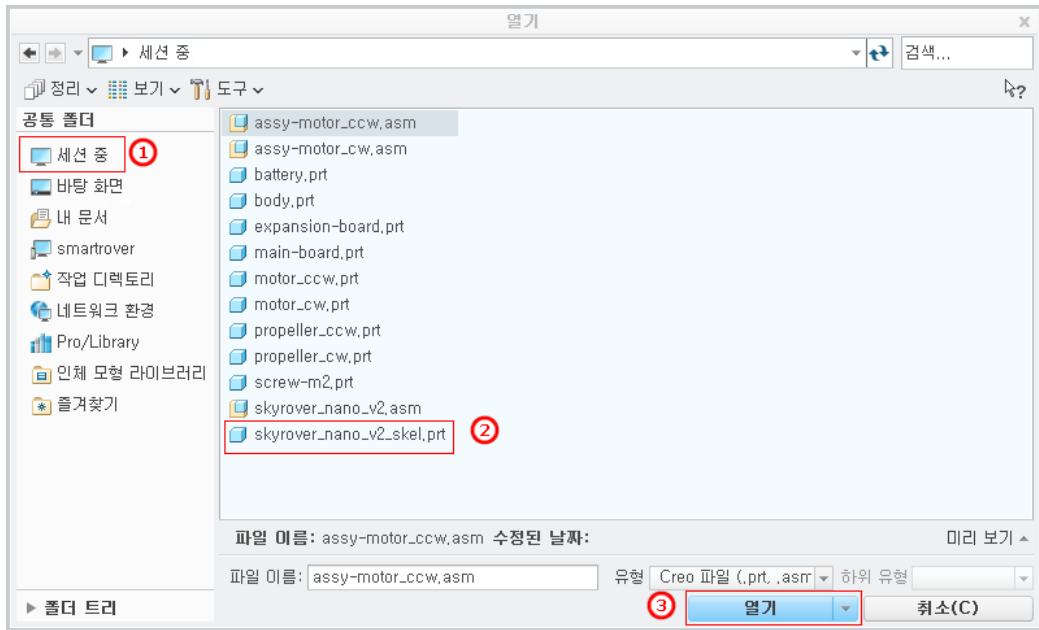 열기
세션 중
검색...
정리 보기 도구
공통 폴더
세션 중 ①
바탕 화면
내 문서
smartrover
작업 디렉토리
네트워크 환경
Pro/Library
인체 모형 라이브러리
즐겨찾기
assy-motor_ccw.asm
assy-motor_cw.asm
battery.prt
body.prt
expansion-board.prt
main-board.prt
motor_ccw.prt
motor_cw.prt
propeller_ccw.prt
propeller_cw.prt
screw-m2.prt
skyrover_nano_v2.asm
skyrover_nano_v2_skel.prt ②
파일 이름: assy-motor_ccw.asm 수정된 날짜: 미리 보기
파일 이름: assy-motor_ccw.asm 유형 Creo 파일 (.prt, .asm 하위 유형
폴더 트리
③ 열기 취소(C)